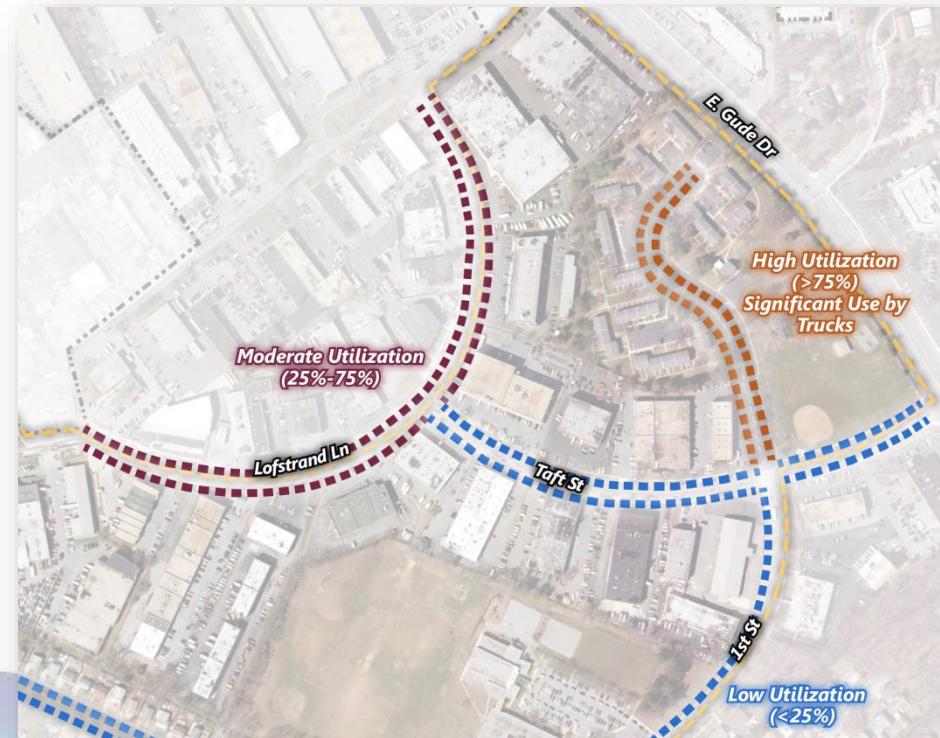 E. Gude Dr
High Utilization
(>75%)
Significant Use by
Trucks
Moderate Utilization
(25%-75%)
Lofstrand Ln
Taft St
1st St
Low Utilization
(<25%)